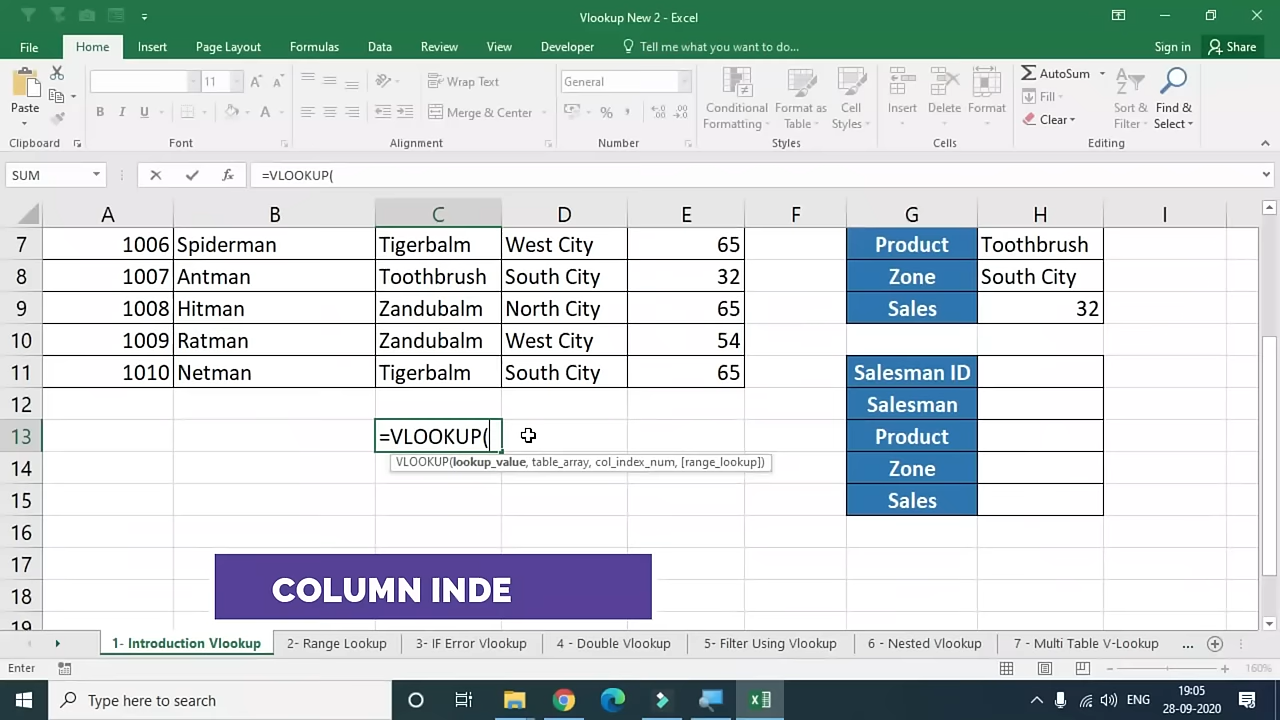 Vlookup New 2 - Excel
File Home Insert Page Layout Formulas Data Review View Developer Tell me what you want to do... Sign in Share
Paste
Clipboard
11
B I U A
Font
Wrap Text
Merge & Center
Alignment
General
Number
Conditional Formatting
Format as Table
Cell Styles
Styles
Insert Delete Format
Cells
AutoSum
Fill
Clear
Sort & Filter
Find & Select
Editing
SUM fx =VLOOKUP(
A B C D E F G H I
7 1006 Spiderman Tigerbalm West City 65 Product Toothbrush
8 1007 Antman Toothbrush South City 32 Zone South City
9 1008 Hitman Zandubalm North City 65 Sales 32
10 1009 Ratman Zandubalm West City 54
11 1010 Netman Tigerbalm South City 65 Salesman ID
12 Salesman
13 =VLOOKUP( Product
VLOOKUP(lookup_value, table_array, col_index_num, [range_lookup])
14 Zone
15 Sales
16
17
18
19
COLUMN INDE
1- Introduction Vlookup 2- Range Lookup 3- IF Error Vlookup 4 - Double Vlookup 5- Filter Using Vlookup 6 - Nested Vlookup 7 - Multi Table V-Lookup ...
Enter 160%
Type here to search ENG 19:05
28-09-2020